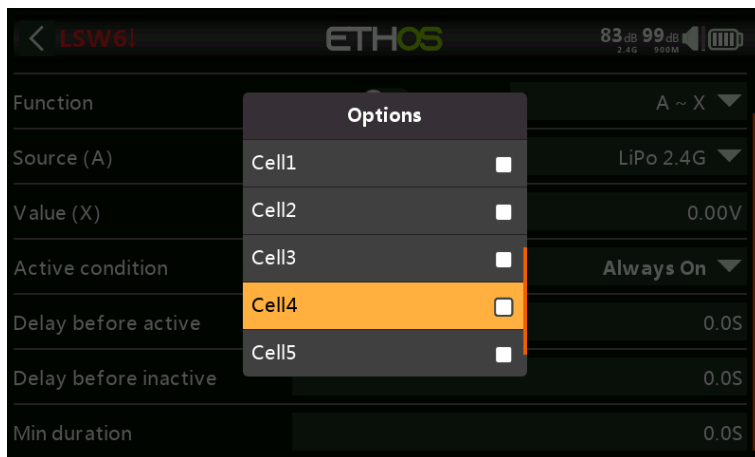 LSW6↓ ETHOS 83dB 99dB
2.4G 900M
Function A ~ X
Options
Source (A) LiPo 2.4G
Cell1
Value (X) 0.00V
Cell2
Active condition Always On
Cell3
Delay before active 0.0S
Cell4
Delay before inactive 0.0S
Cell5
Min duration 0.0S